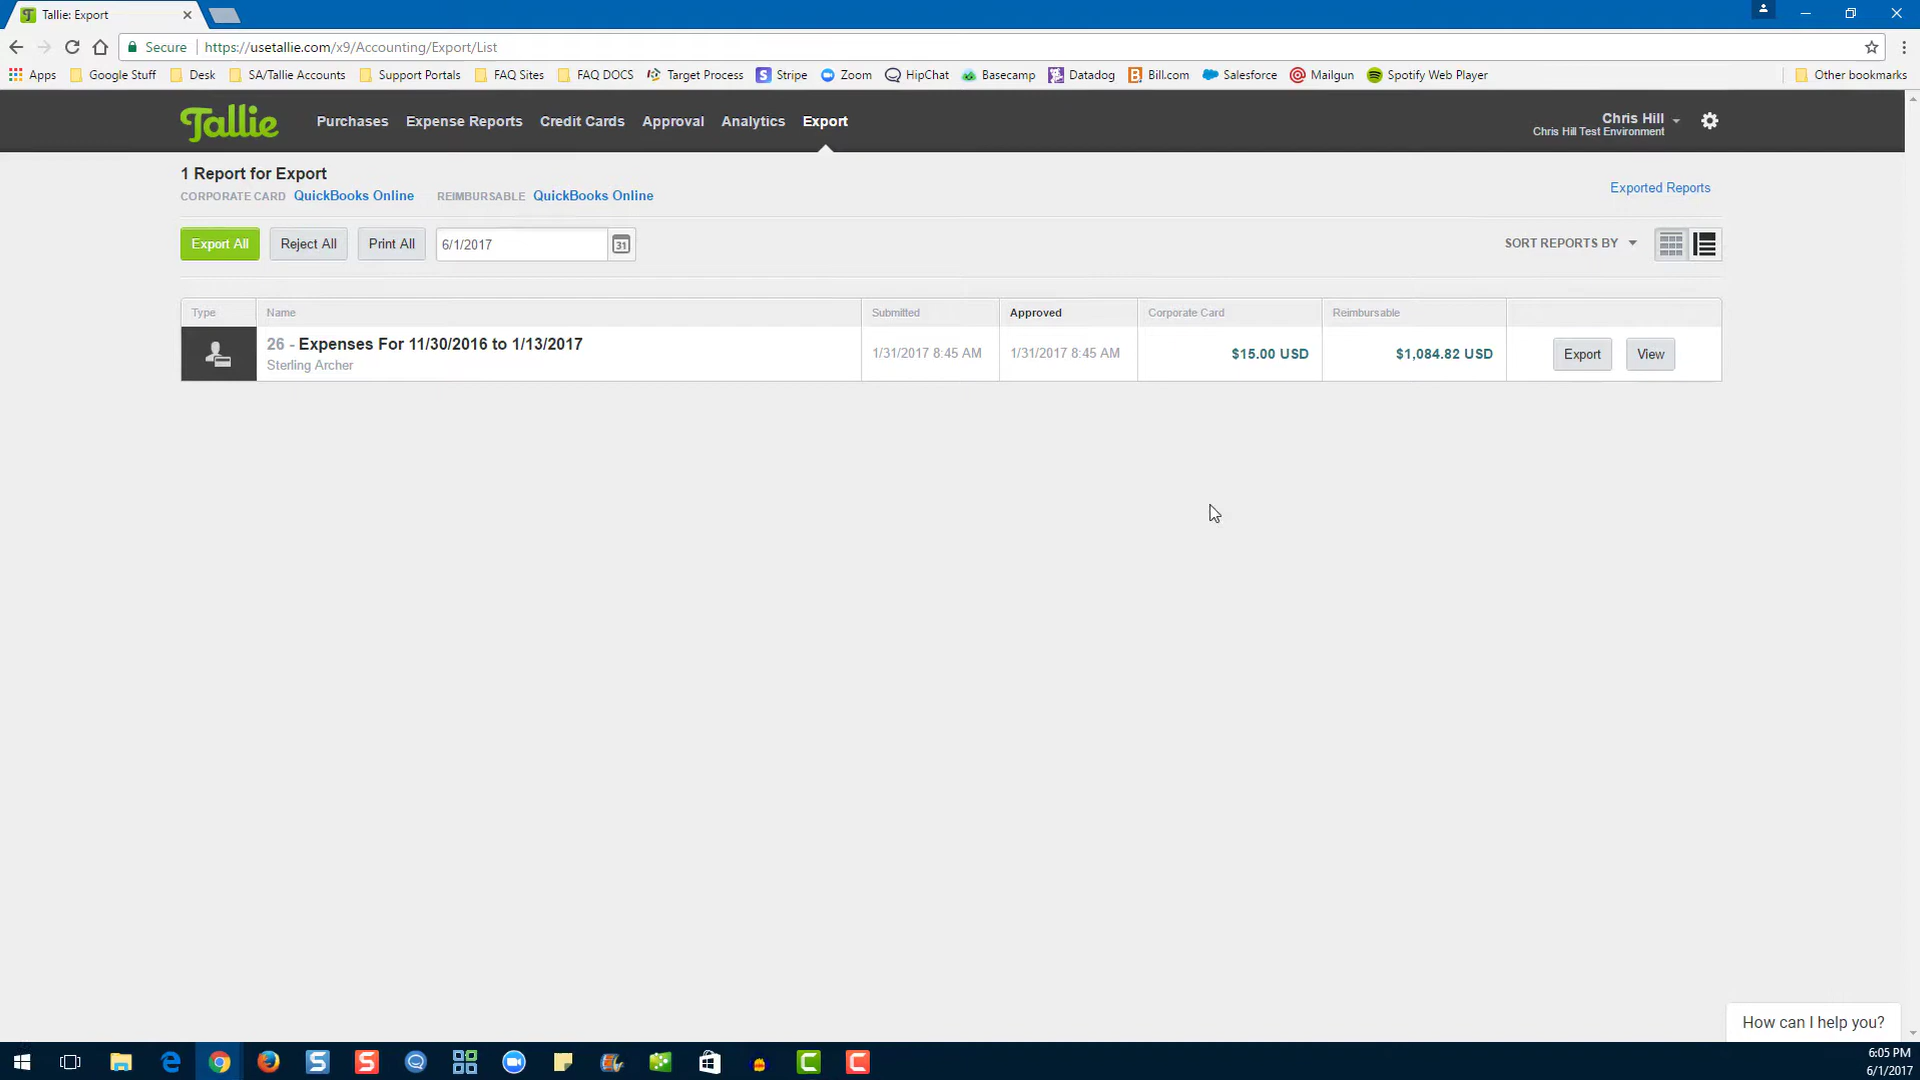 Tallie: Export
Secure https://usetallie.com/x9/Accounting/Export/List
Apps Google Stuff Desk SA/Tallie Accounts Support Portals FAQ Sites FAQ DOCS Target Process Stripe Zoom HipChat Basecamp Datadog Bill.com Salesforce Mailgun Spotify Web Player Other bookmarks
Tallie Purchases Expense Reports Credit Cards Approval Analytics Export Chris Hill
Chris Hill Test Environment
1 Report for Export
CORPORATE CARD QuickBooks Online REIMBURSABLE QuickBooks Online Exported Reports
Export All Reject All Print All 6/1/2017 31 SORT REPORTS BY
Type Name Submitted Approved Corporate Card Reimbursable
26 - Expenses For 11/30/2016 to 1/13/2017 1/31/2017 8:45 AM 1/31/2017 8:45 AM $15.00 USD $1,084.82 USD Export View
Sterling Archer
How can I help you?
6:05 PM
6/1/2017